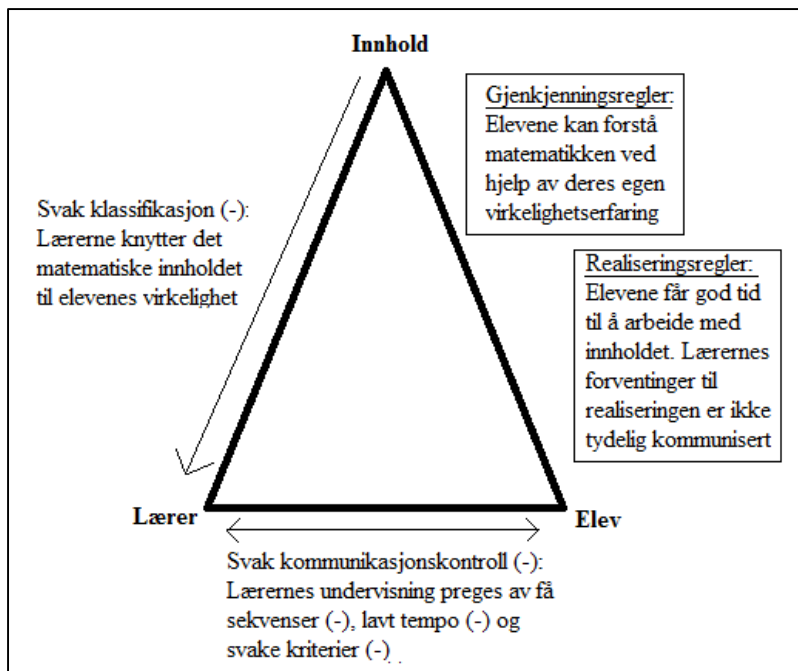 Innhold
Gjenkjenningsregler:
Elevene kan forstå
matematikken ved
hjelp av deres egen
virkelighetserfaring
Svak klassifikasjon (-):
Lærerne knytter det
matematiske innholdet
til elevenes virkelighet
Realiseringsregler:
Elevene får god tid
til å arbeide med
innholdet. Lærernes
forventinger til
realiseringen er ikke
tydelig kommunisert
Lærer
Elev
Svak kommunikasjonskontroll (-):
Lærernes undervisning preges av få
sekvenser (-), lavt tempo (-) og
svake kriterier (-)